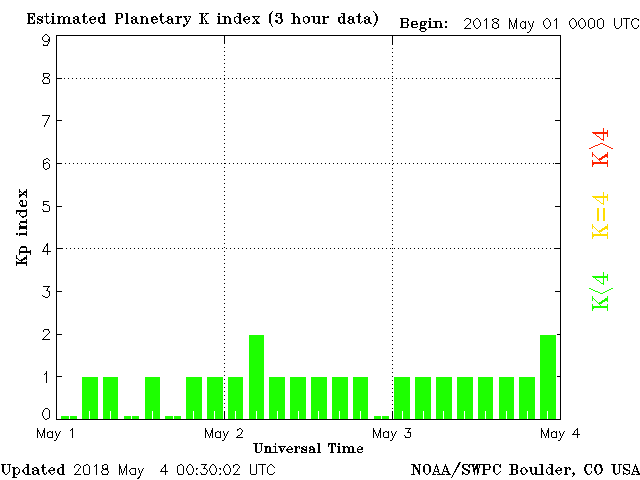 Estimated Planetary K index (3 hour data) Begin: 2018 May 01 0000 UTC
9
8
7
6
5
4
3
2
1
0
Kp index
K>4
K=4
K<4
May 1 May 2 May 3 May 4
Universal Time
Updated 2018 May 4 00:30:02 UTC NOAA/SWPC Boulder, CO USA